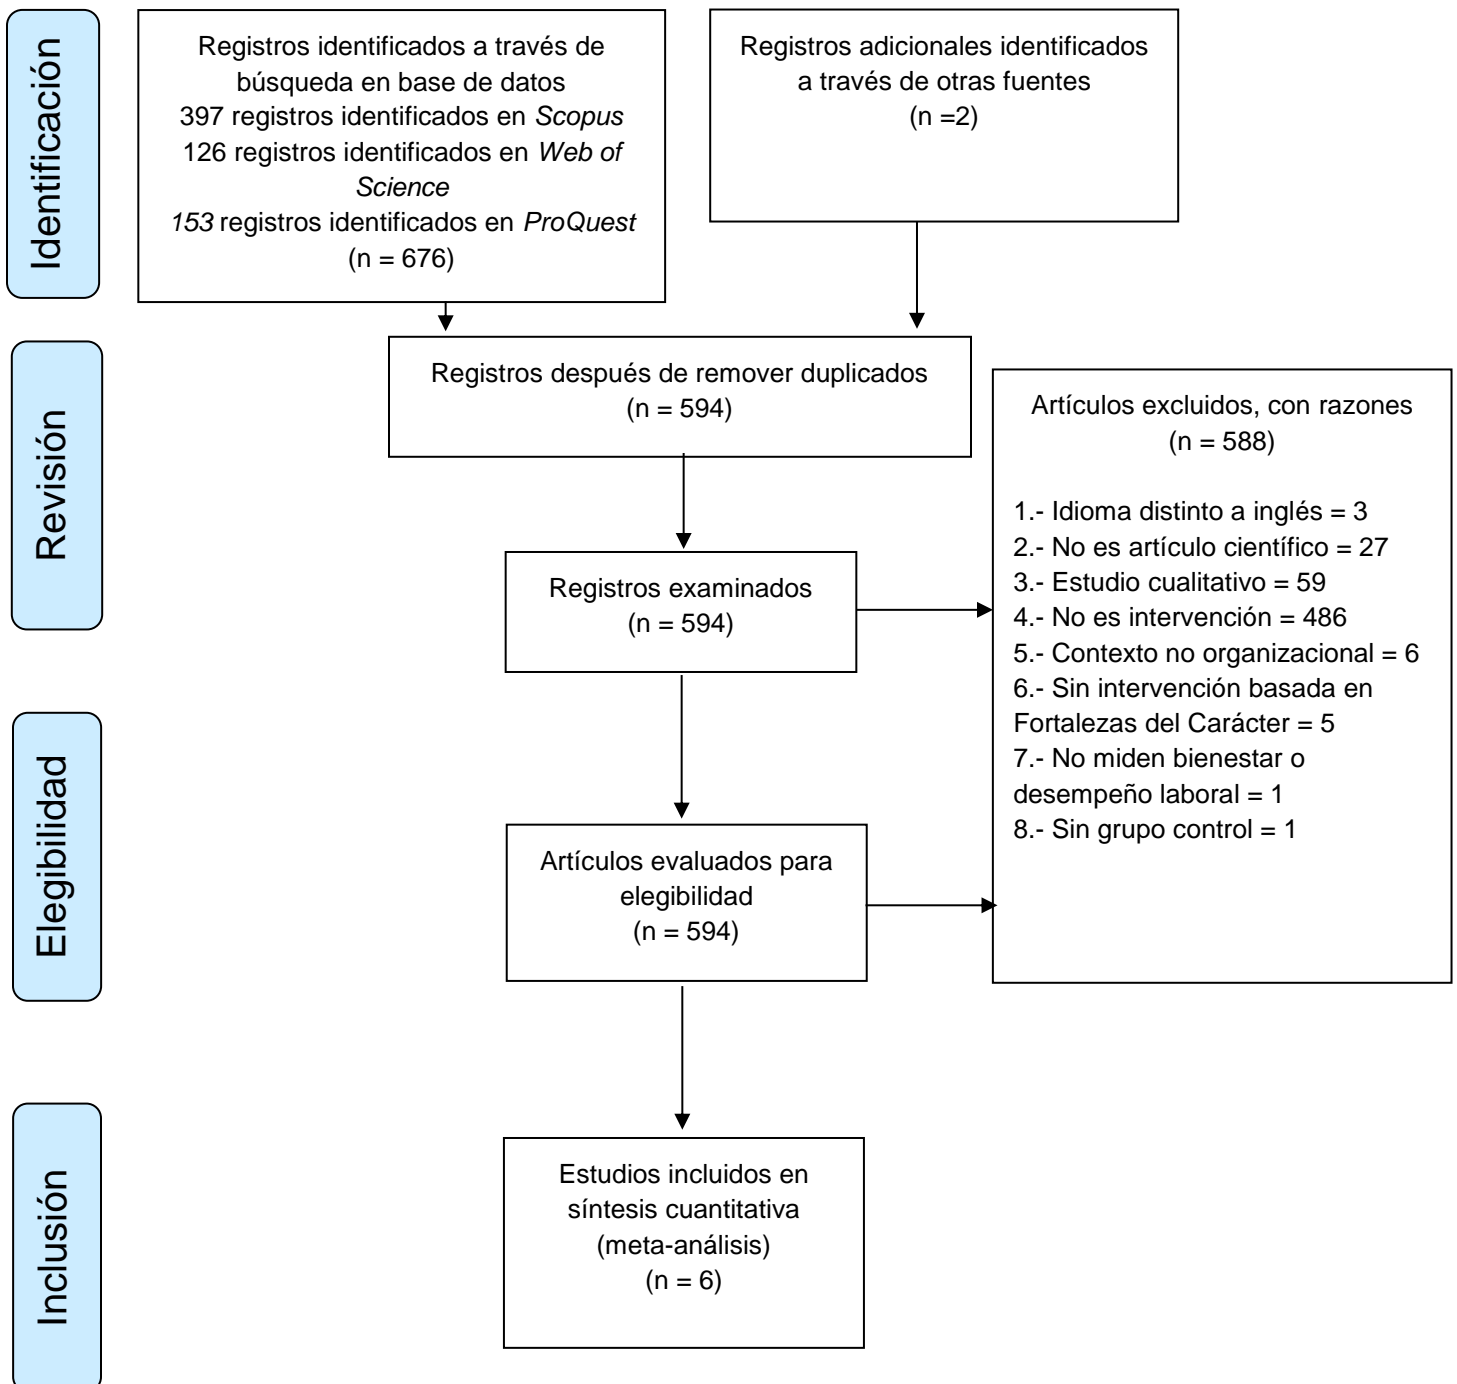 Identificación
Registros identificados a través de
búsqueda en base de datos
397 registros identificados en Scopus
126 registros identificados en Web of
Science
153 registros identificados en ProQuest
(n = 676)
Registros adicionales identificados
a través de otras fuentes
(n =2)
Revisión
Registros después de remover duplicados
(n = 594)
Registros examinados
(n = 594)
Artículos excluidos, con razones
(n = 588)
1.- Idioma distinto a inglés = 3
2.- No es artículo científico = 27
3.- Estudio cualitativo = 59
4.- No es intervención = 486
5.- Contexto no organizacional = 6
6.- Sin intervención basada en
Fortalezas del Carácter = 5
7.- No miden bienestar o
desempeño laboral = 1
8.- Sin grupo control = 1
Elegibilidad
Artículos evaluados para
elegibilidad
(n = 594)
Inclusión
Estudios incluidos en
síntesis cuantitativa
(meta-análisis)
(n = 6)